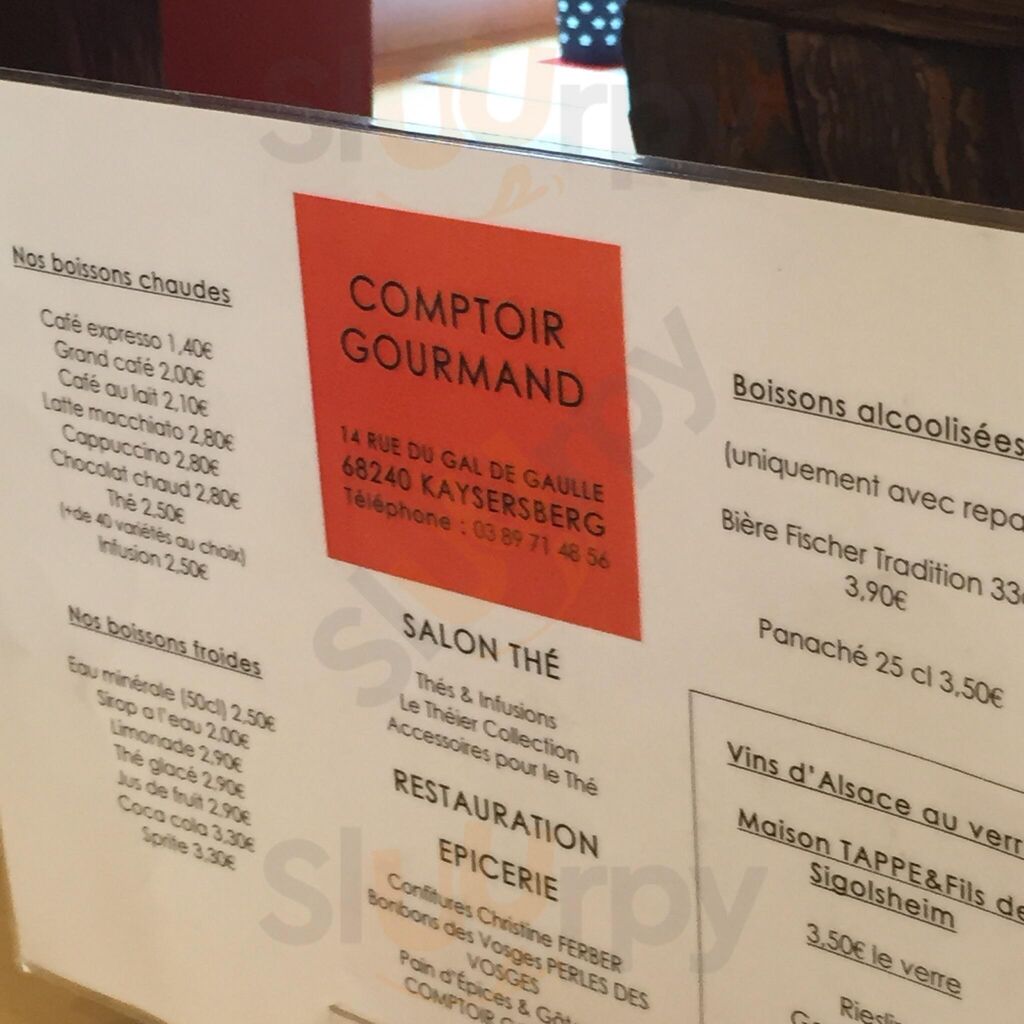 Nos boissons chaudes
Café expresso 1,40€
Grand café 2,00€
Café au lait 2,10€
Latte macchiato 2,80€
Cappuccino 2,80€
Chocolat chaud 2,80€
Thé 2,50€
(+de 40 variétés au choix)
Infusion 2,50€
Nos boissons froides
Eau minérale (50cl) 2,50€
Sirop a l'eau 2,00€
Limonade 2,90€
Thé glacé 2,90€
Jus de fruit 2,90€
Coca cola 3,30€
Sprite 3,30€
COMPTOIR
GOURMAND
14 RUE DU GAL DE GAULLE
68240 KAYSERSBERG
Téléphone : 03 89 71 48 56
SALON THÉ
Thés & Infusions
Le Théier Collection
Accessoires pour le Thé
RESTAURATION
EPICERIE
Confitures Christine FERBER
Bonbons des Vosges PERLES DES
VOSGES
Pain d'Épices &
COMPTOIR
Boissons alcoolisées
(uniquement avec
Bière Fischer Tradition 33
3,90€
Panaché 25 cl 3,50€
Vins d'Alsace au
Maison TAPPE&Fils de
Sigolsheim
3,50€ le verre
Slurpy
Slurpy
Slurpy